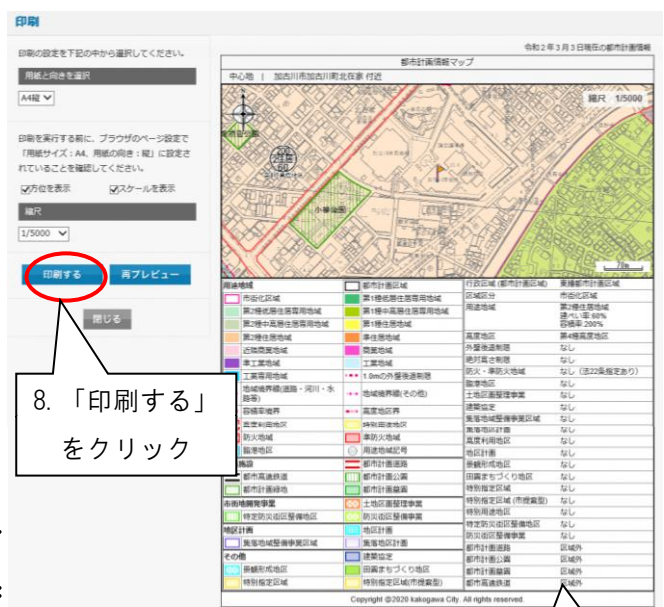 印刷
印刷の設定を下記の中から選択してください。
用紙と向きを選択
A4縦
印刷を実行する前に、ブラウザのページ設定で
「用紙サイズ：A4、用紙の向き：縦」に設定さ
れていることを確認してください。
方位を表示 スケールを表示
縮尺
1/5000
印刷する 再プレビュー
閉じる
8. 「印刷する」
をクリック
令和2年3月3日現在の都市計画情報
都市計画情報マップ
中心地 | 加古川市加古川町北在家 付近
縮尺 1/5000
小緑公園
70m
用途地域 都市計画区域
市街化区域 第1種低層住居専用地域
第2種低層住居専用地域 第1種中高層住居専用地域
第2種中高層住居専用地域 第1種住居地域
第2種住居地域 準住居地域
近隣商業地域 商業地域
準工業地域 工業地域
工業専用地域 1.0mの外壁後退制限
地域境界線(道路・河川・水路等) 地域境界線(その他)
容積率境界 高度地区界
高度利用地区 特別用途地区
防火地域 準防火地域
臨港地区 用途地域記号
施設 都市計画道路
都市高速鉄道 都市計画公園
都市計画緑地 都市計画墓園
市街地開発事業 土地区画整理事業
特定防災街区整備地区 防災街区整備事業
地区計画 地区計画
集落地域整備事業区域 集落地区計画
その他 建築協定
景観形成地区 田園まちづくり地区
特別指定区域 特別指定区域(市提案型)
行政区域 (都市計画区域) 東播都市計画区域
区域区分 市街化区域
用途地域 第2種住居地域
建ぺい率:60%
容積率:200%
高度地区 第4種高度地区
外壁後退制限 なし
絶対高さ制限 なし
防火・準防火地域 なし（法22条指定あり）
臨港地区 なし
土地区画整理事業 なし
建築協定 なし
集落地域整備事業区域 なし
集落地区計画 なし
高度利用地区 なし
地区計画 なし
景観形成地区 なし
田園まちづくり地区 なし
特別指定区域 なし
特別指定区域 (市提案型) なし
特別用途地区 なし
特定防災街区整備地区 なし
防災街区整備事業 なし
都市計画道路 区域外
都市計画公園 区域外
都市計画墓園 区域外
都市高速鉄道 区域外
Copyright @2020 kakogawa City. All rights reserved.